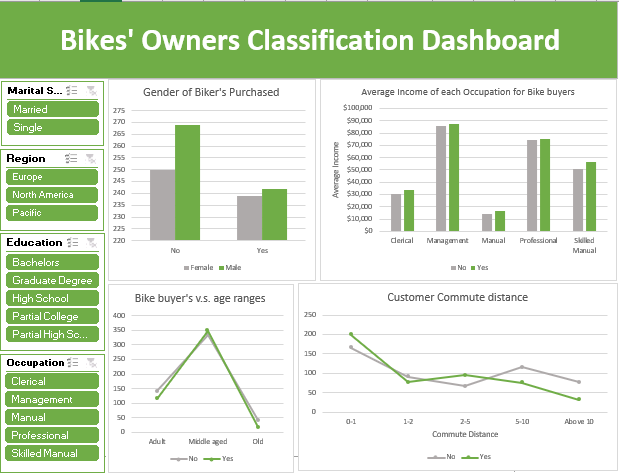 Bikes' Owners Classification Dashboard
Marital S...
Married
Single
Region
Europe
North America
Pacific
Education
Bachelors
Graduate Degree
High School
Partial College
Partial High Sc...
Occupation
Clerical
Management
Manual
Professional
Skilled Manual
Gender of Biker's Purchased
275
270
265
260
255
250
245
240
235
230
225
220
No Yes
Female Male
Average Income of each Occupation for Bike buyers
Average Income
$100,000
$90,000
$80,000
$70,000
$60,000
$50,000
$40,000
$30,000
$20,000
$10,000
$0
Clerical Management Manual Professional Skilled
Manual
No Yes
Bike buyer's v.s. age ranges
400
350
300
250
200
150
100
50
0
Adult Middle aged Old
No Yes
Customer Commute distance
250
200
150
100
50
0
0-1 1-2 2-5 5-10 Above 10
Commute Distance
No Yes